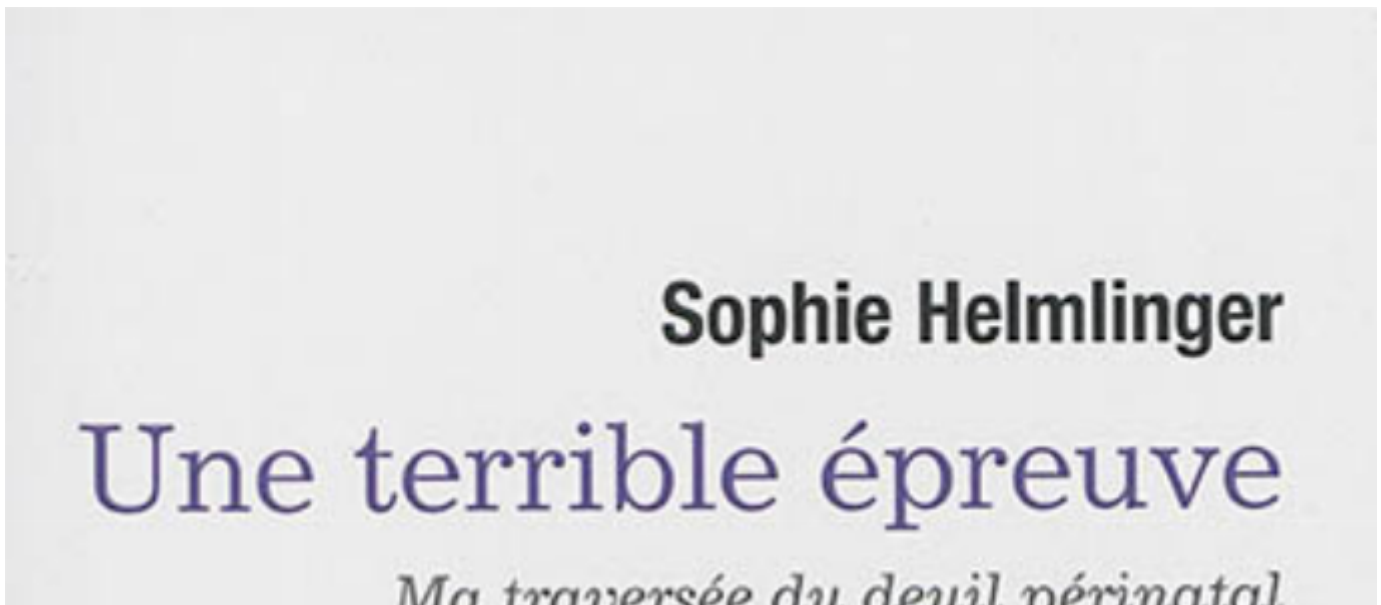 Sophie Helmlinger
Une terrible épreuve
Ma traversée du deuil périnatal